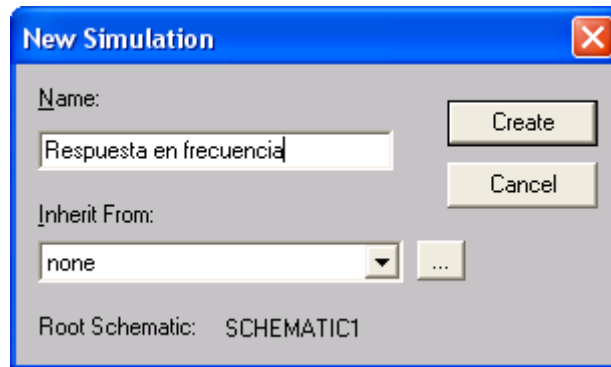 New Simulation
Name:
Respuesta en frecuencia
Create
Cancel
Inherit From:
none
...
Root Schematic: SCHEMATIC1